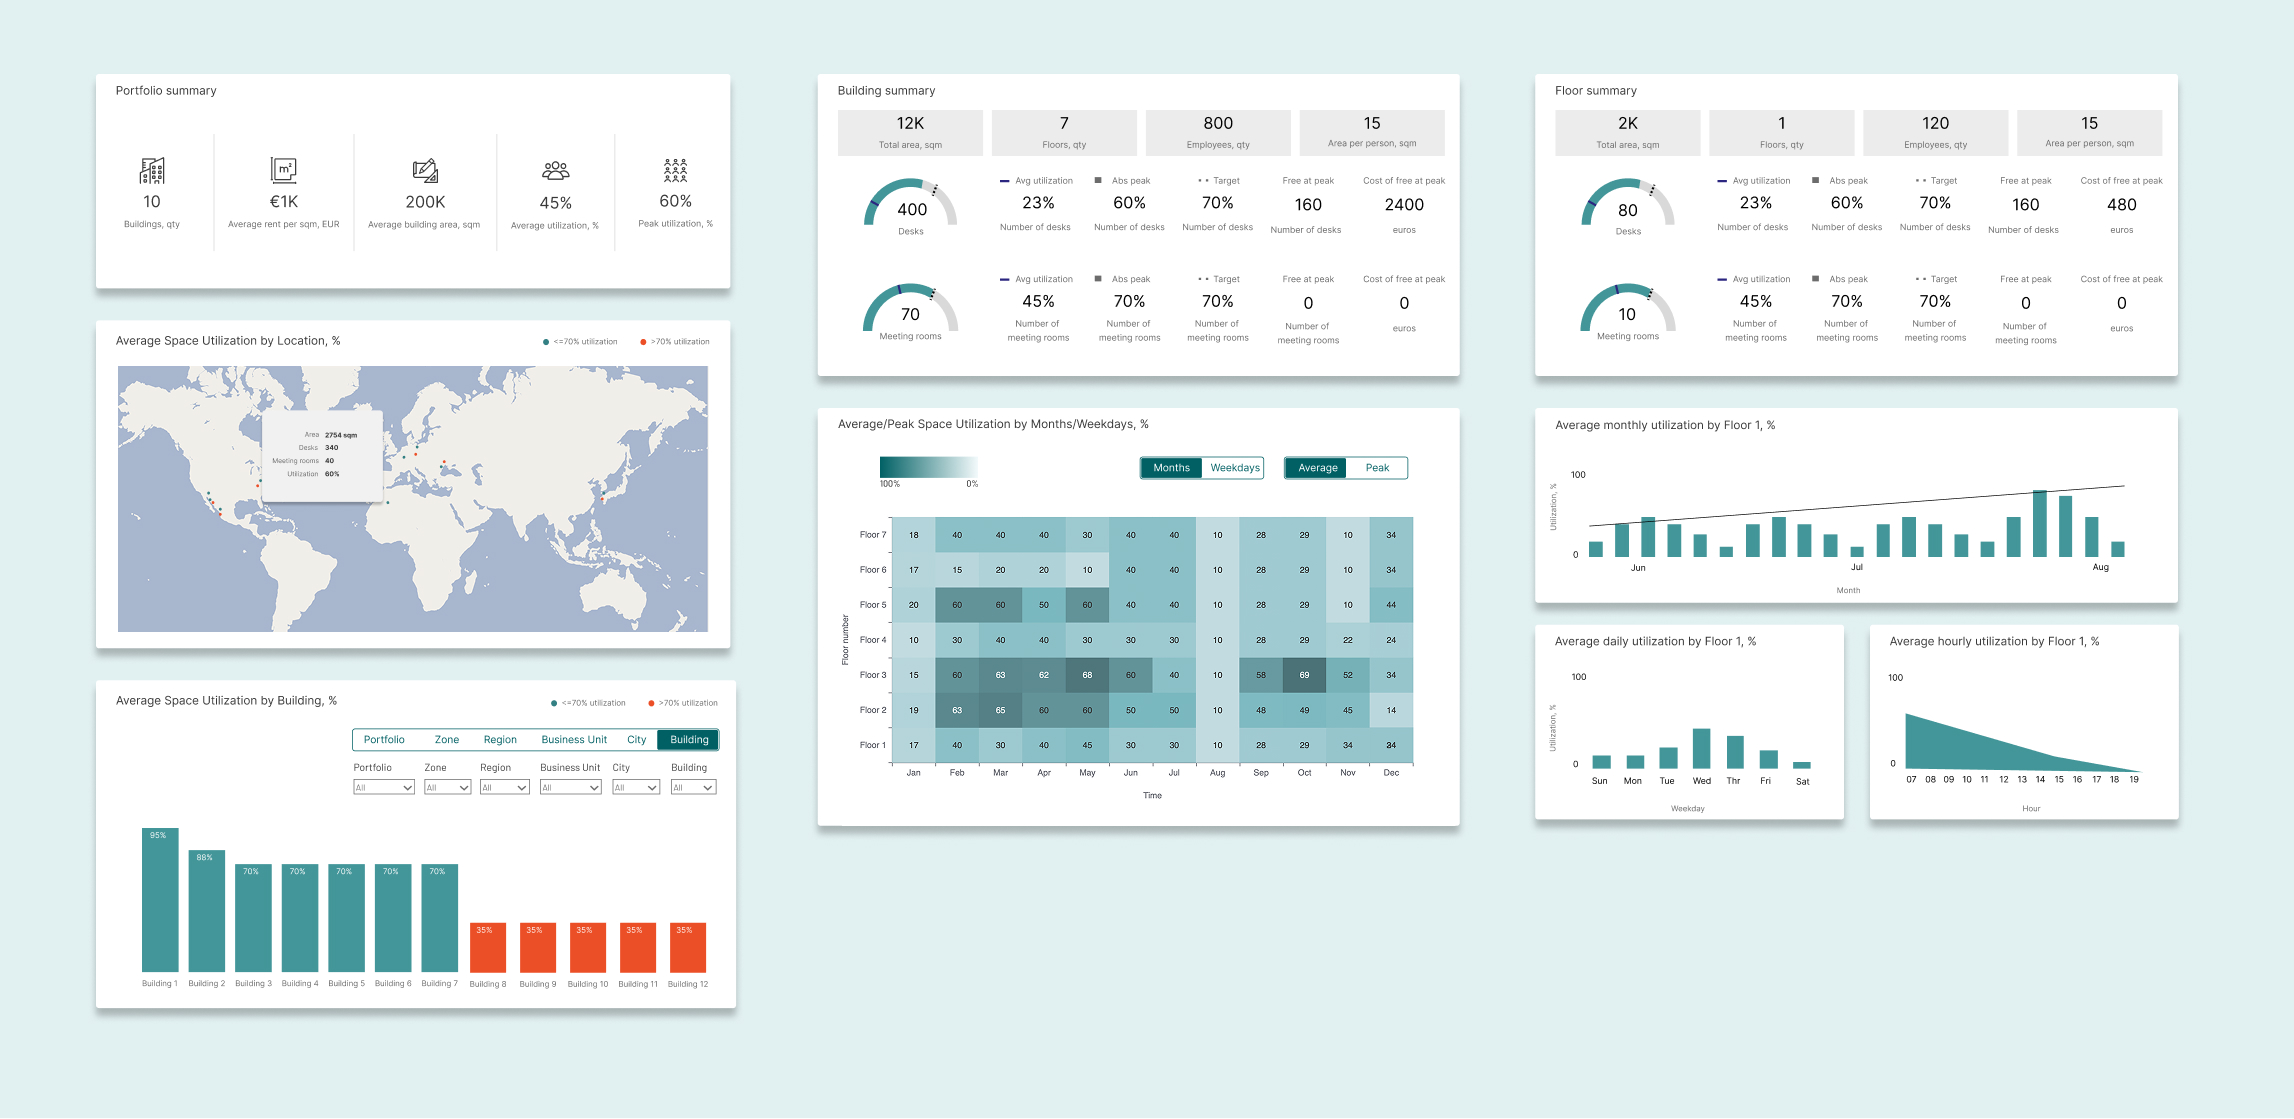 Portfolio summary
10
Buildings, qty
m²
€1K
Average rent per sqm, EUR
200K
Average building area, sqm
45%
Average utilization, %
60%
Peak utilization, %
Average Space Utilization by Location, %
<=70% utilization
>70% utilization
Area 2754 sqm
Desks 340
Meeting rooms 40
Utilization 60%
Average Space Utilization by Building, %
<=70% utilization
>70% utilization
Portfolio Zone Region Business Unit City Building
Portfolio Zone Region Business Unit City Building
All All All All All All
95% 88% 70% 70% 70% 70% 70% 35% 35% 35% 35% 35%
Building 1 Building 2 Building 3 Building 4 Building 5 Building 6 Building 7 Building 8 Building 9 Building 10 Building 11 Building 12
Building summary
12K 7 800 15
Total area, sqm Floors, qty Employees, qty Area per person, sqm
400
Desks
Avg utilization Abs peak Target Free at peak Cost of free at peak
23% 60% 70% 160 2400
Number of desks Number of desks Number of desks Number of desks euros
70
Meeting rooms
Avg utilization Abs peak Target Free at peak Cost of free at peak
45% 70% 70% 0 0
Number of Number of Number of Number of euros
meeting rooms meeting rooms meeting rooms meeting rooms
Average/Peak Space Utilization by Months/Weekdays, %
100% 0%
Months Weekdays
Average Peak
Floor number
Floor 7 18 40 40 40 30 40 40 10 28 29 10 34
Floor 6 17 15 20 20 10 40 40 10 28 29 10 34
Floor 5 20 60 60 50 60 40 40 10 28 29 10 44
Floor 4 10 30 40 40 30 30 30 10 28 29 22 24
Floor 3 15 60 63 62 68 60 40 10 58 69 52 34
Floor 2 19 63 65 60 60 50 50 10 48 49 45 14
Floor 1 17 40 30 40 45 30 30 10 28 29 34 24
Jan Feb Mar Apr May Jun Jul Aug Sep Oct Nov Dec
Time
Floor summary
2K 1 120 15
Total area, sqm Floors, qty Employees, qty Area per person, sqm
80
Desks
Avg utilization Abs peak Target Free at peak Cost of free at peak
23% 60% 70% 160 480
Number of desks Number of desks Number of desks Number of desks euros
10
Meeting rooms
Avg utilization Abs peak Target Free at peak Cost of free at peak
45% 70% 70% 0 0
Number of Number of Number of Number of euros
meeting rooms meeting rooms meeting rooms meeting rooms
Average monthly utilization by Floor 1, %
Utilization, %
100
0
Jun Jul Aug
Month
Average daily utilization by Floor 1, %
Utilization, %
100
0
Sun Mon Tue Wed Thr Fri Sat
Weekday
Average hourly utilization by Floor 1, %
100
0
07 08 09 10 11 12 13 14 15 16 17 18 19
Hour